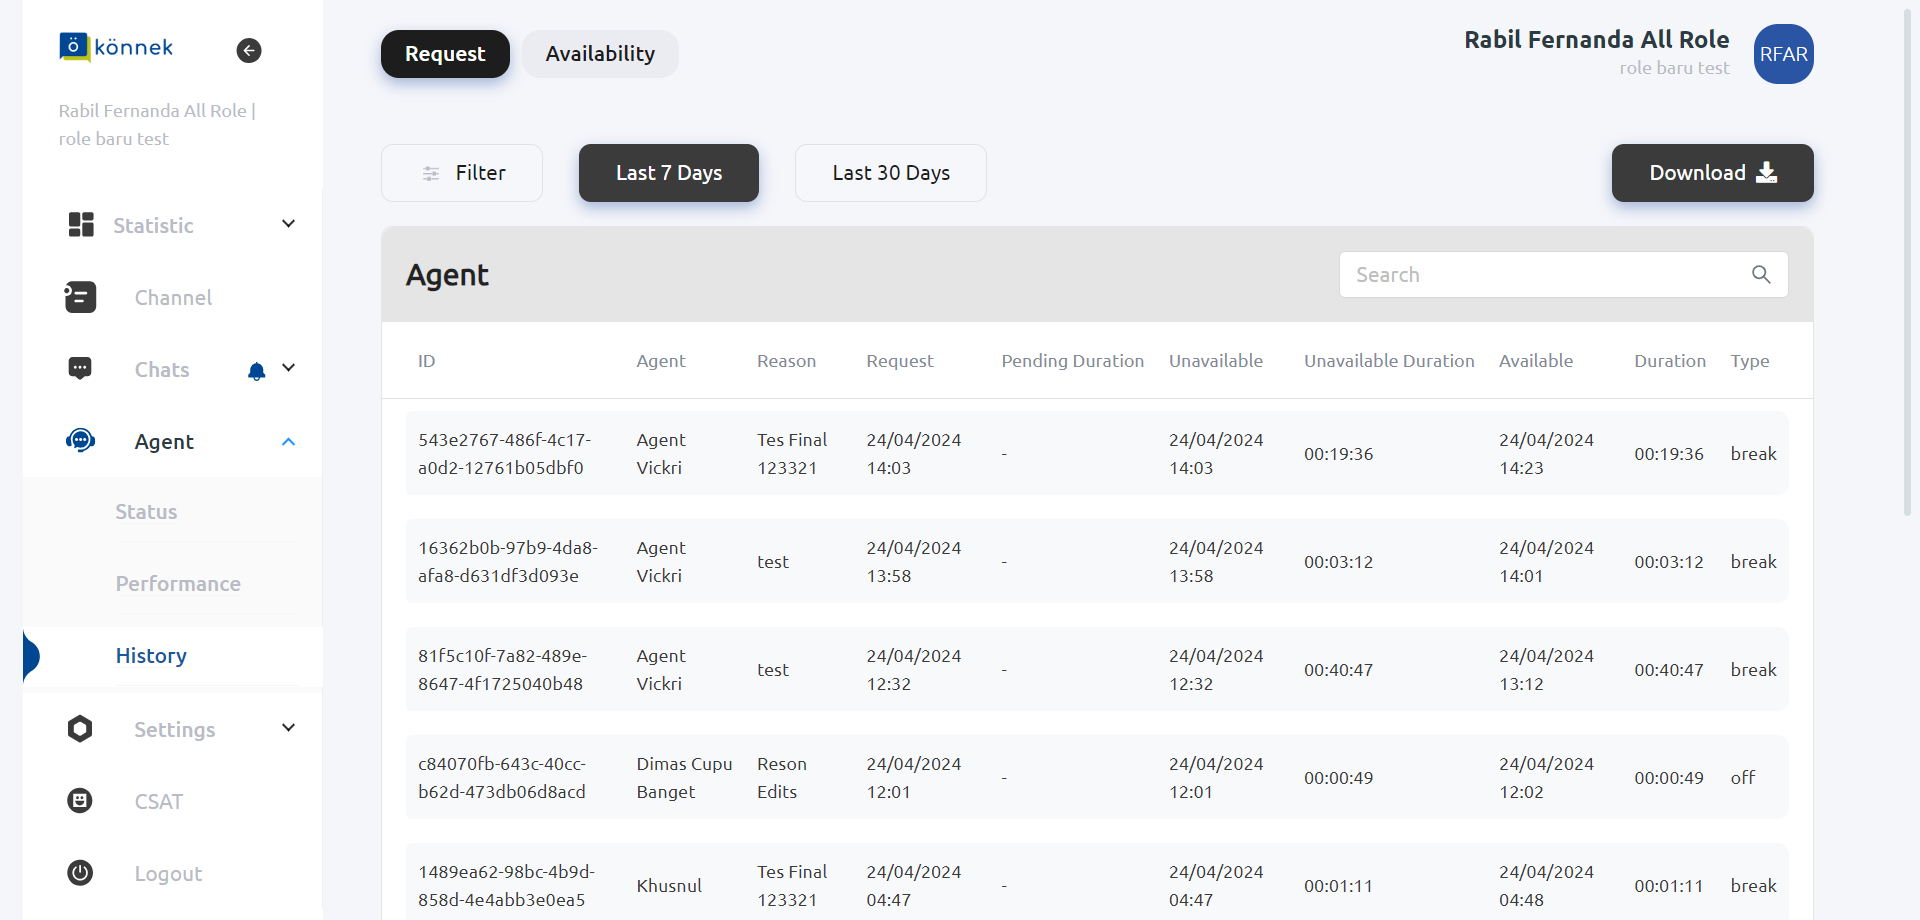 könnek
Rabil Fernanda All Role |
role baru test
Statistic
Channel
Chats
Agent
Status
Performance
History
Settings
CSAT
Logout
Request
Availability
Rabil Fernanda All Role
role baru test
RFAR
Filter
Last 7 Days
Last 30 Days
Download
Agent
Search
ID Agent Reason Request Pending Duration Unavailable Unavailable Duration Available Duration Type
543e2767-486f-4c17- Agent Tes Final 24/04/2024 24/04/2024 24/04/2024
- 00:19:36 00:19:36 break
a0d2-12761b05dbf0 Vickri 123321 14:03 14:03 14:23
16362b0b-97b9-4da8- Agent 24/04/2024 24/04/2024 24/04/2024
test - 00:03:12 00:03:12 break
afa8-d631df3d093e Vickri 13:58 13:58 14:01
81f5c10f-7a82-489e- Agent 24/04/2024 24/04/2024 24/04/2024
test - 00:40:47 00:40:47 break
8647-4f1725040b48 Vickri 12:32 12:32 13:12
c84070fb-643c-40cc- Dimas Cupu Reson 24/04/2024 24/04/2024 24/04/2024
- 00:00:49 00:00:49 off
b62d-473db06d8acd Banget Edits 12:01 12:01 12:02
1489ea62-98bc-4b9d- Tes Final 24/04/2024 24/04/2024 24/04/2024
Khusnul - 00:01:11 00:01:11 break
858d-4e4abb3e0ea5 123321 04:47 04:47 04:48